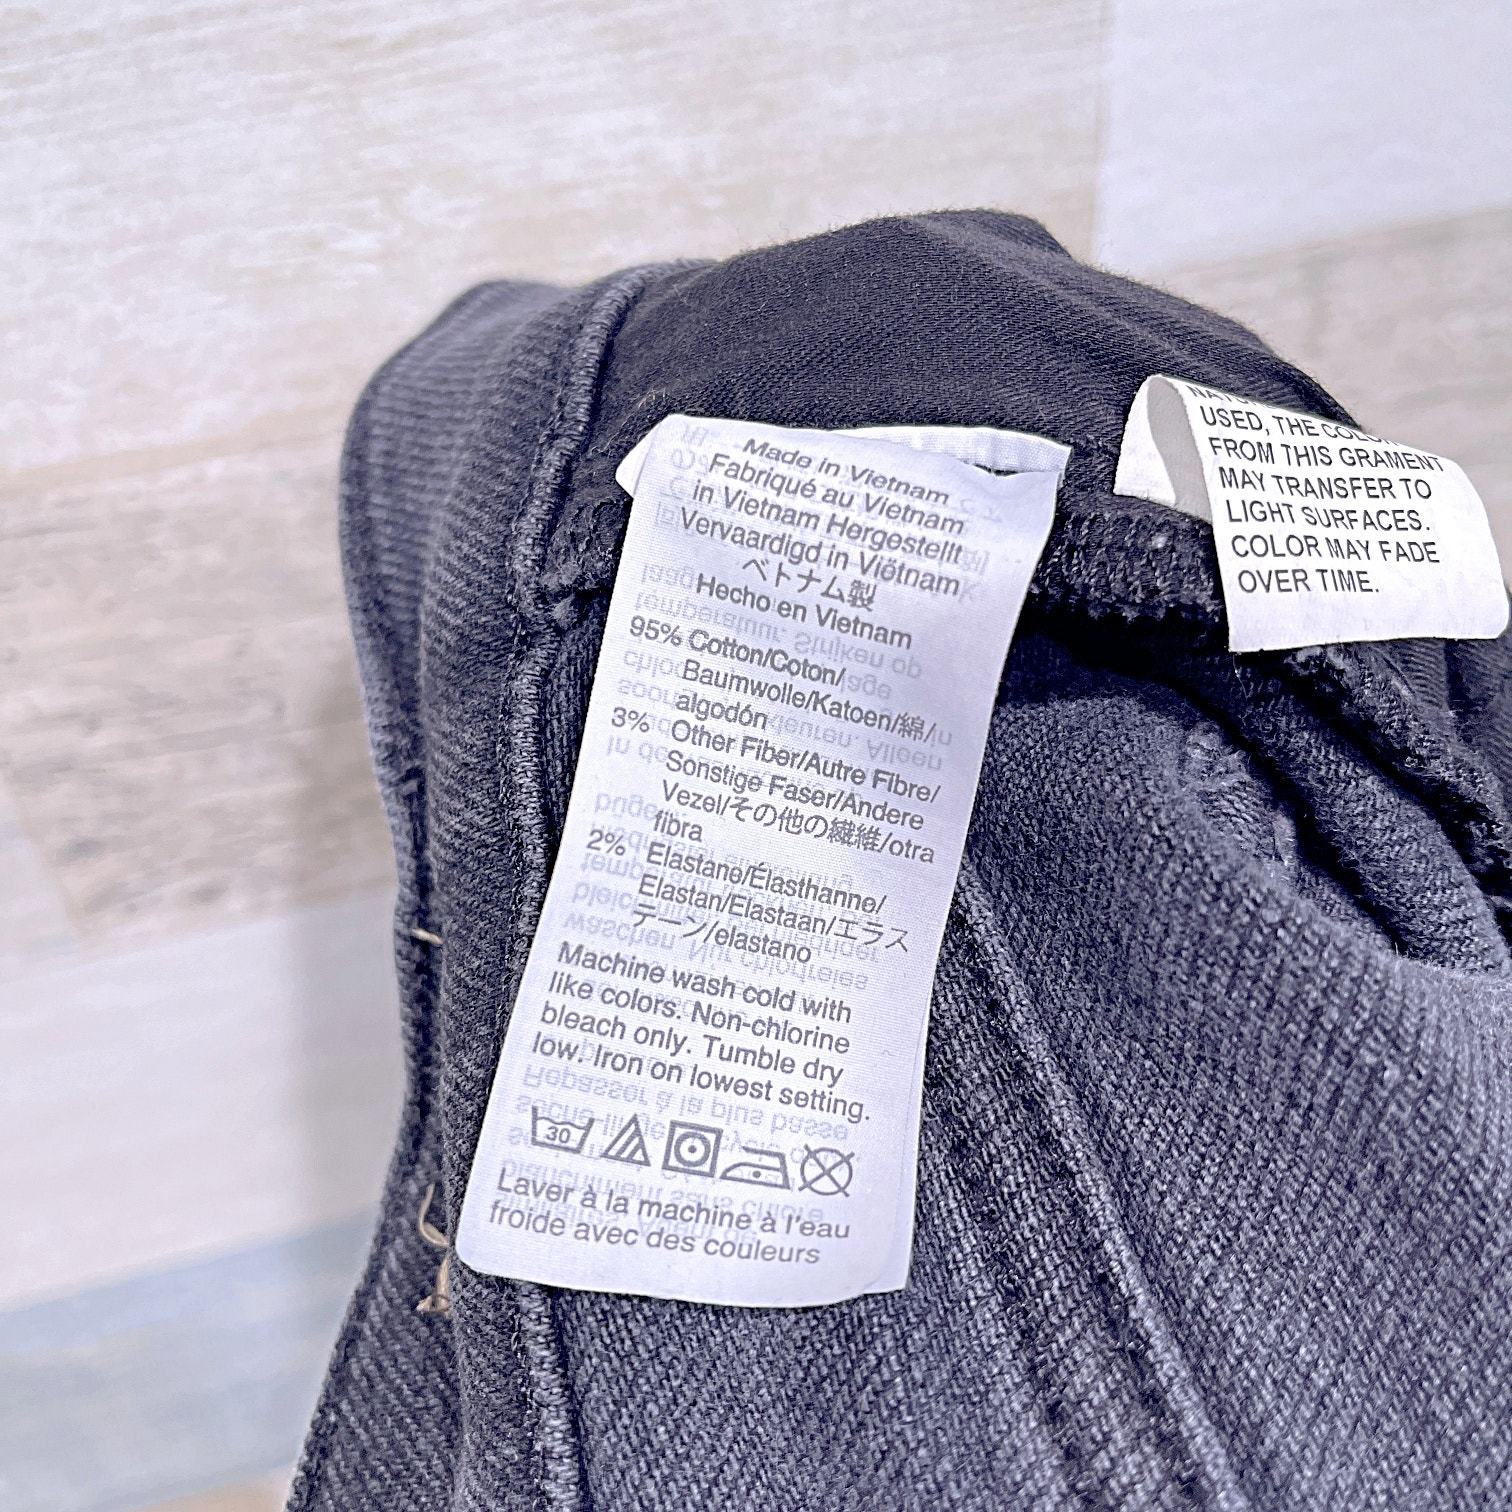 Made in Vietnam
Fabriqué au Vietnam
in Vietnam Hergestellt
Vervaardigd in Viëtnam
ベトナム製
Hecho en Vietnam
95% Cotton/Coton/
Baumwolle/Katoen/綿/
algodón
3% Other Fiber/Autre Fibre/
Sonstige Faser/Andere
Vezel/その他の繊維/otra
fibra
2% Elastane/Élasthanne/
Elastan/Elastaan/エラス
テーン/elastano
Machine wash cold with
like colors. Non-chlorine
bleach only. Tumble dry
low. Iron on lowest setting.
30
Laver à la machine à l'eau
froide avec des couleurs
USED, THE
FROM THIS GRAMENT
MAY TRANSFER TO
LIGHT SURFACES.
COLOR MAY FADE
OVER TIME.